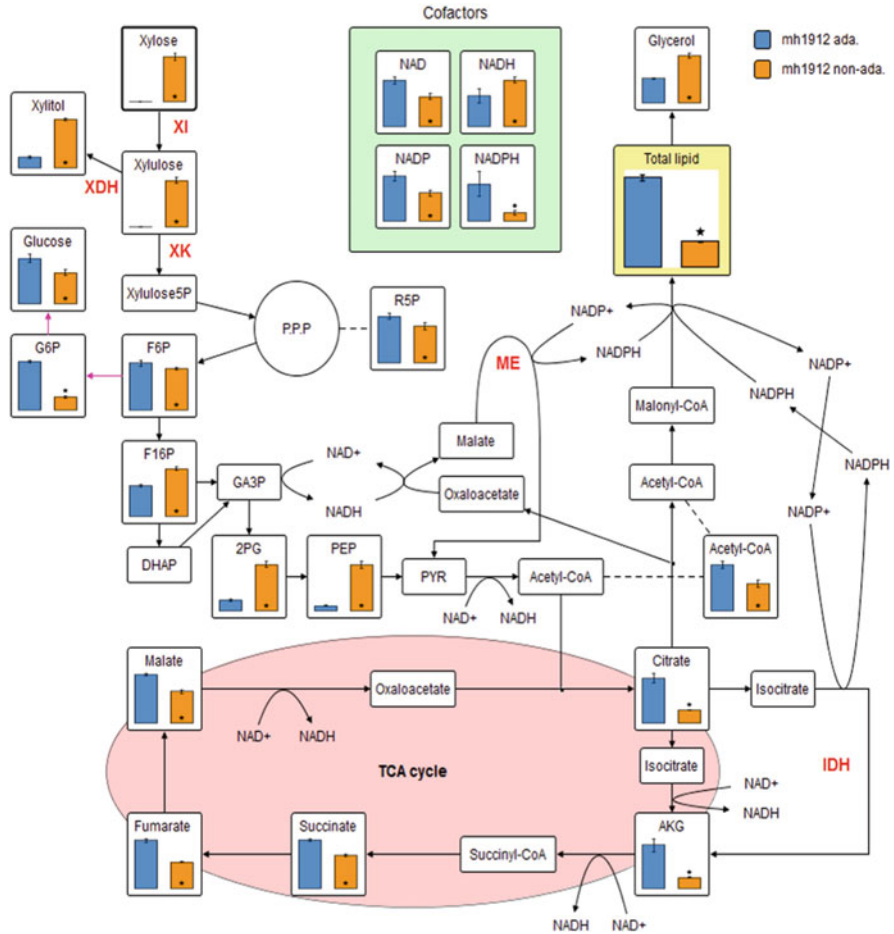 Cofactors
Xylose
NAD
NADH
Glycerol
mh1912 ada.
mh1912 non-ada.
Xylitol
XI
Xylulose
NADP
NADPH
Total lipid
XDH
Glucose
XK
Xylulose5P
P.P.P
R5P
NADP+
G6P
F6P
ME
NADPH
NADP+
NADPH
Malonyl-CoA
F16P
Malate
NAD+
GA3P
Acetyl-CoA
NADPH
Oxaloacetate
NADH
NADP+
DHAP
2PG
PEP
PYR
Acetyl-CoA
Acetyl-CoA
NAD+
NADH
Malate
Oxaloacetate
Citrate
Isocitrate
NAD+
NADH
TCA cycle
Isocitrate
IDH
NAD+
NADH
Fumarate
Succinate
Succinyl-CoA
AKG
NADH
NAD+